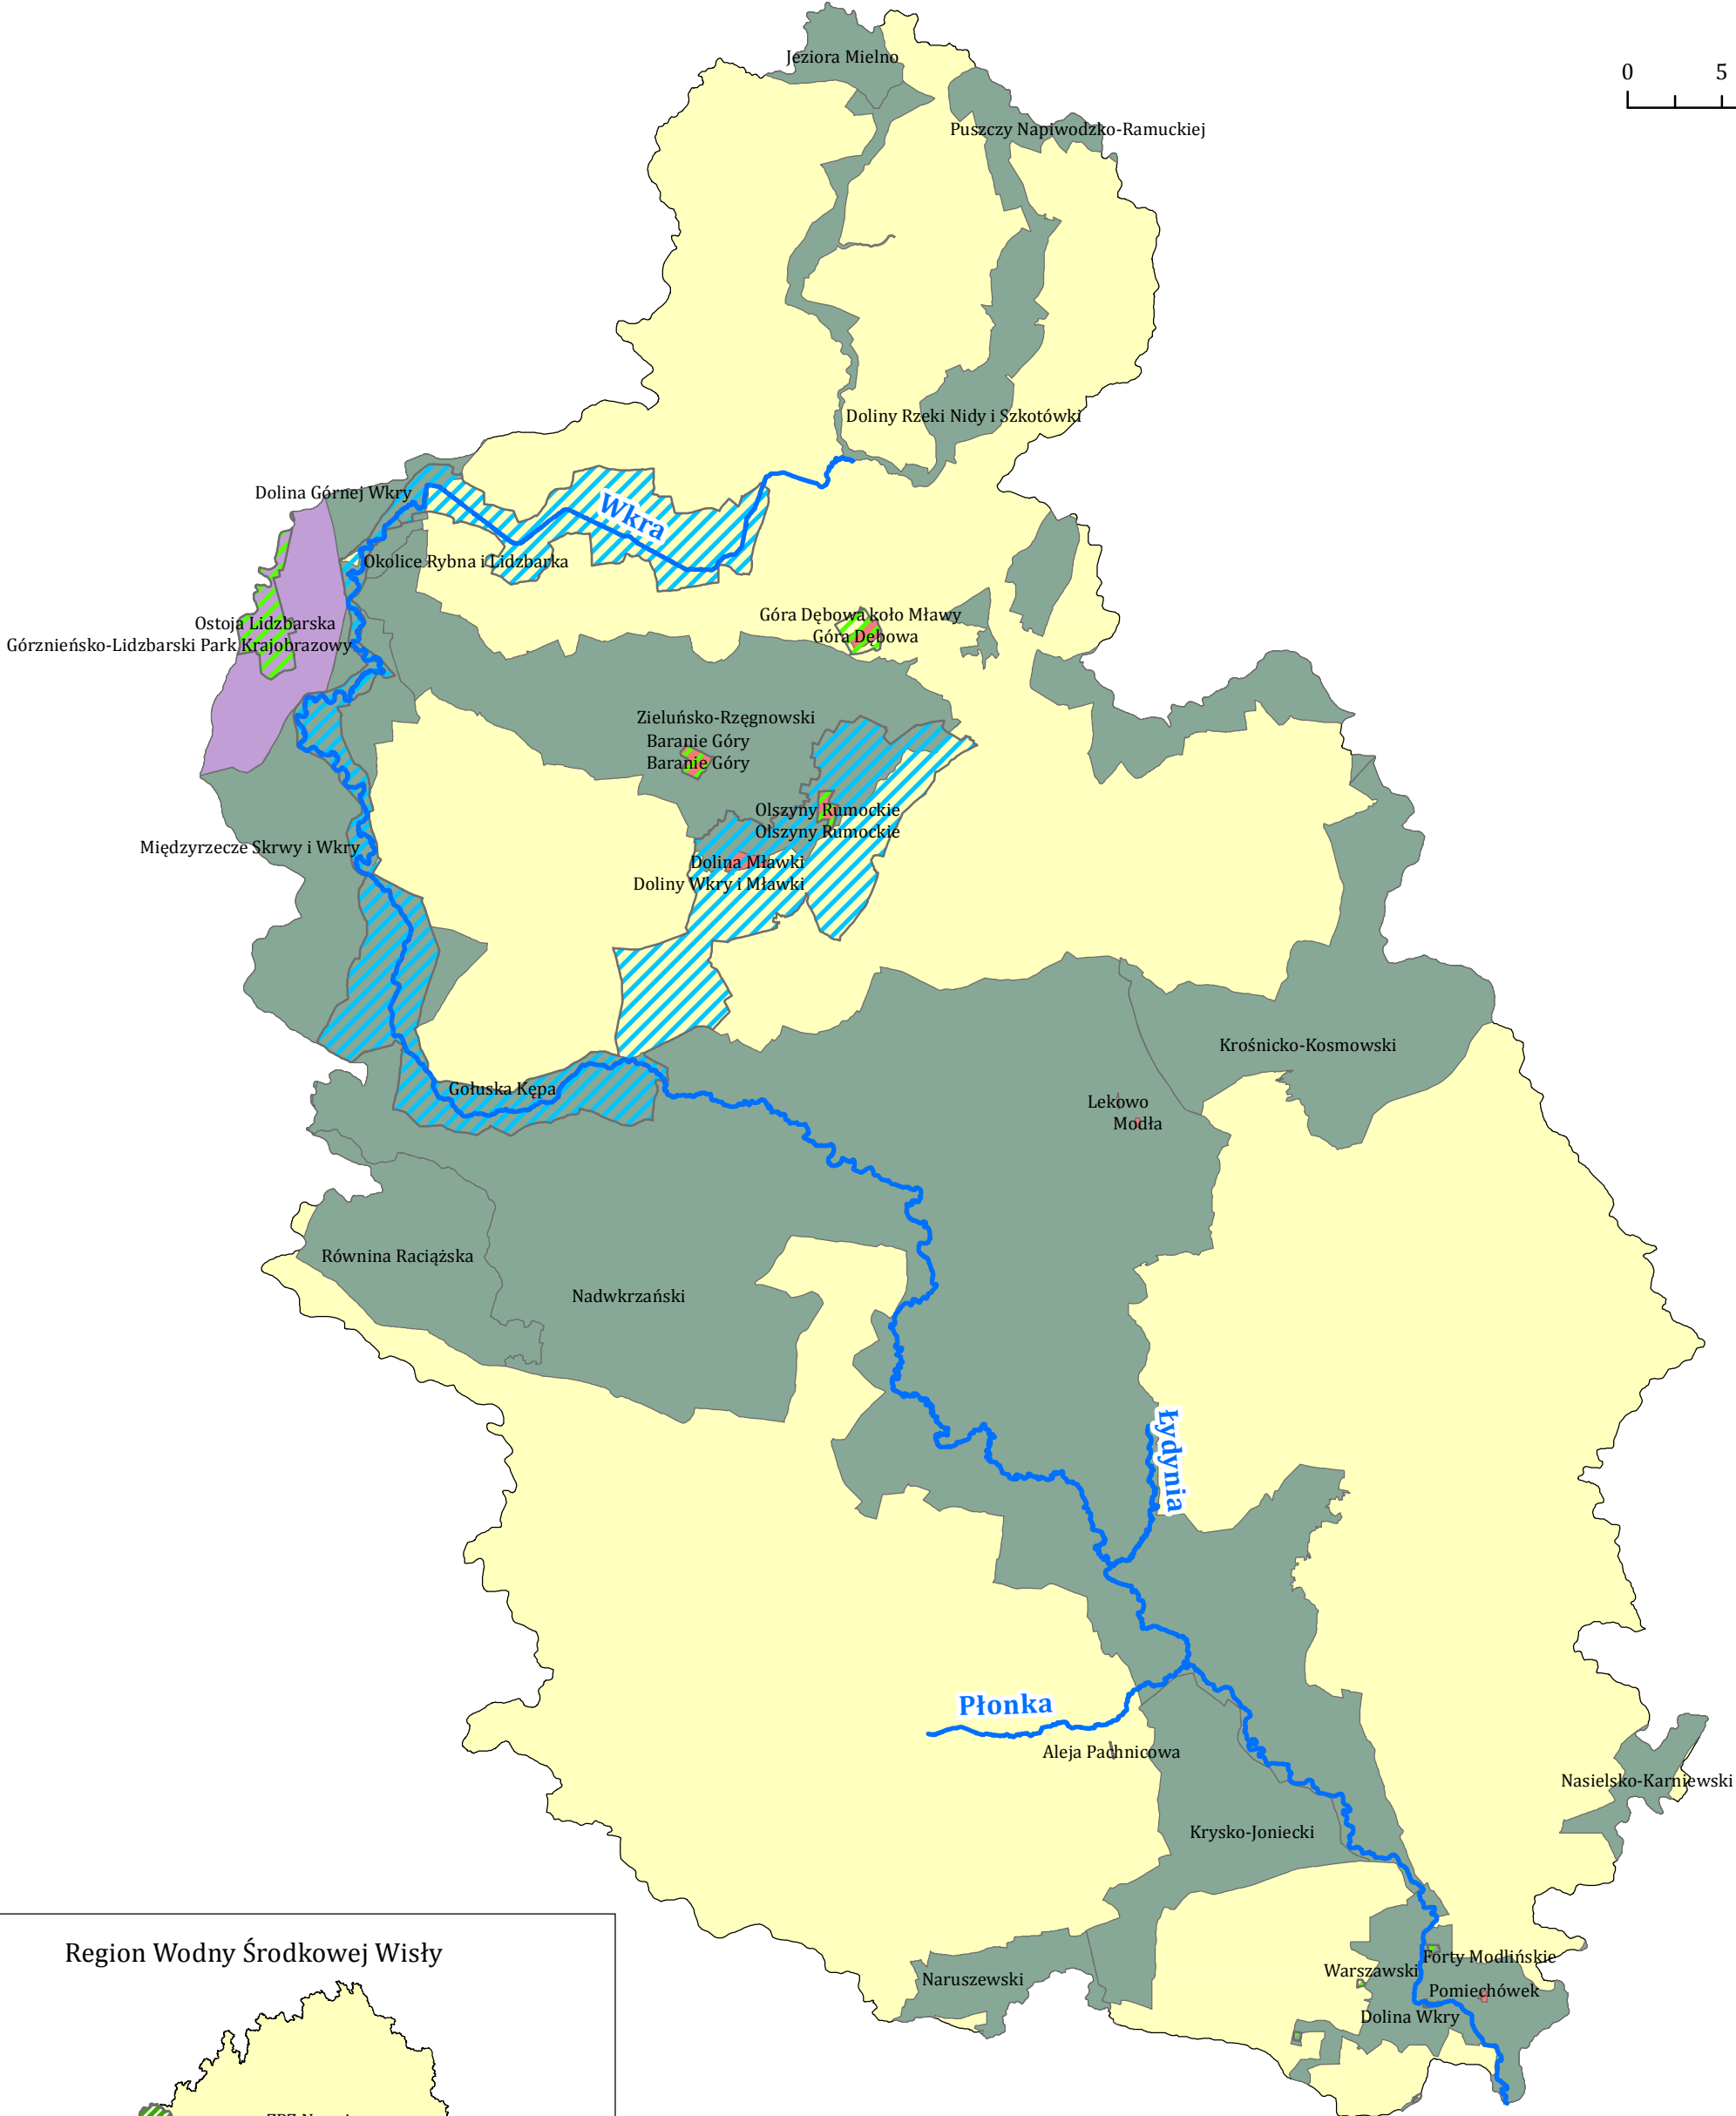 Jeziora Mielno
0 5
Puszczy Napiwodzko-Ramuckiej
Doliny Rzeki Nidy i Szkotówki
Dolina Górnej Wkry
Wkra
Okolice Rybna i Lidzbarka
Góra Dębowa koło Mławy
Góra Dębowa
Ostoja Lidzbarska
Górznieńsko-Lidzbarski Park Krajobrazowy
Zieluńsko-Rzęgnowski
Baranie Góry
Baranie Góry
Olszyny Rumockie
Olszyny Rumockie
Międzyrzecze Skrwy i Wkry
Dolina Mławki
Doliny Wkry i Mławki
Krośnicko-Kosmowski
Gołuska Kępa
Lekowo
Modła
Równina Raciążska
Nadwkrzański
Łydynia
Płonka
Aleja Pachnicowa
Nasielsko-Karniewski
Krysko-Joniecki
Region Wodny Środkowej Wisły
Forty Modlińskie
Warszawski
Naruszewski
Pomiechówek
Dolina Wkry